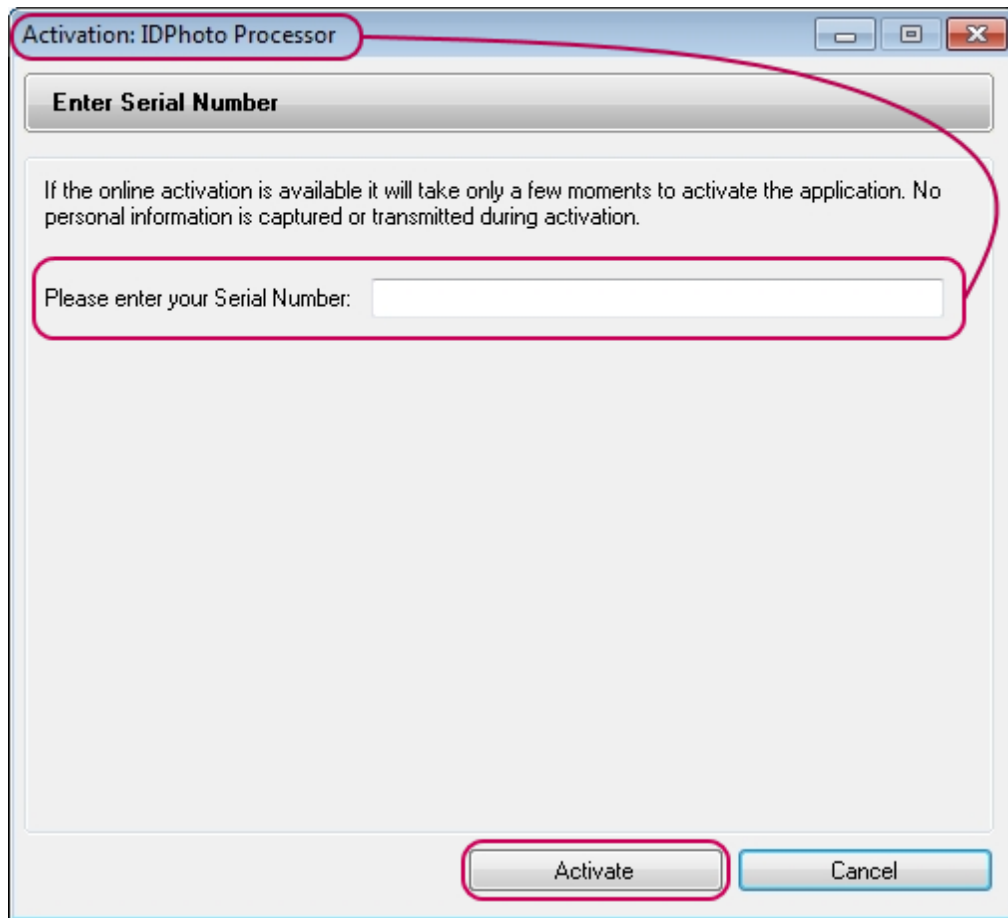 Activation: IDPhoto Processor
Enter Serial Number
If the online activation is available it will take only a few moments to activate the application. No
personal information is captured or transmitted during activation.
Please enter your Serial Number:
Activate
Cancel